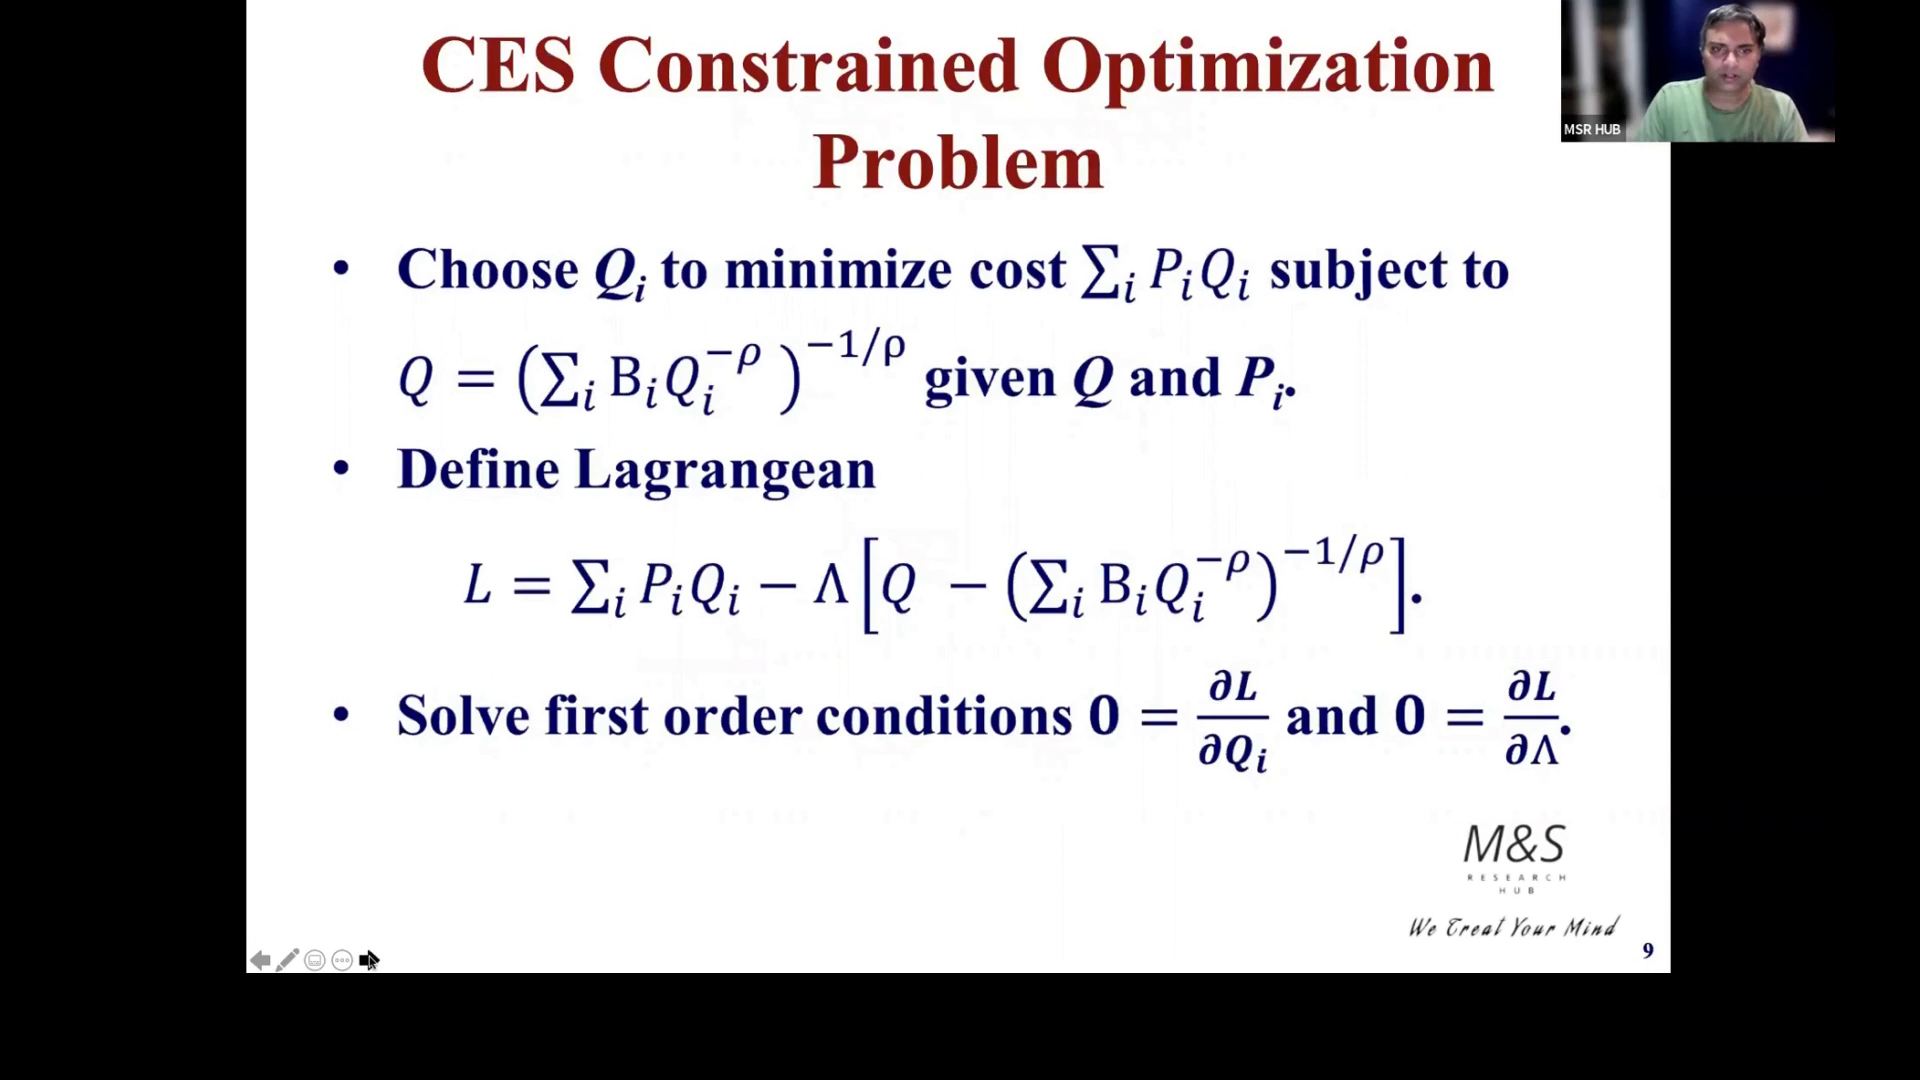 CES Constrained Optimization
Problem
MSR HUB
• Choose Qᵢ to minimize cost ∑ᵢ PᵢQᵢ subject to
Q = (∑ᵢ BᵢQᵢ^−ρ)^−1/ρ given Q and Pᵢ.
• Define Lagrangean
L = ∑ᵢ PᵢQᵢ − Λ[Q − (∑ᵢ BᵢQᵢ^−ρ)^−1/ρ].
• Solve first order conditions 0 = ∂L/∂Qᵢ and 0 = ∂L/∂Λ.
M&S
RESEARCH
HUB
We Treat Your Mind
9